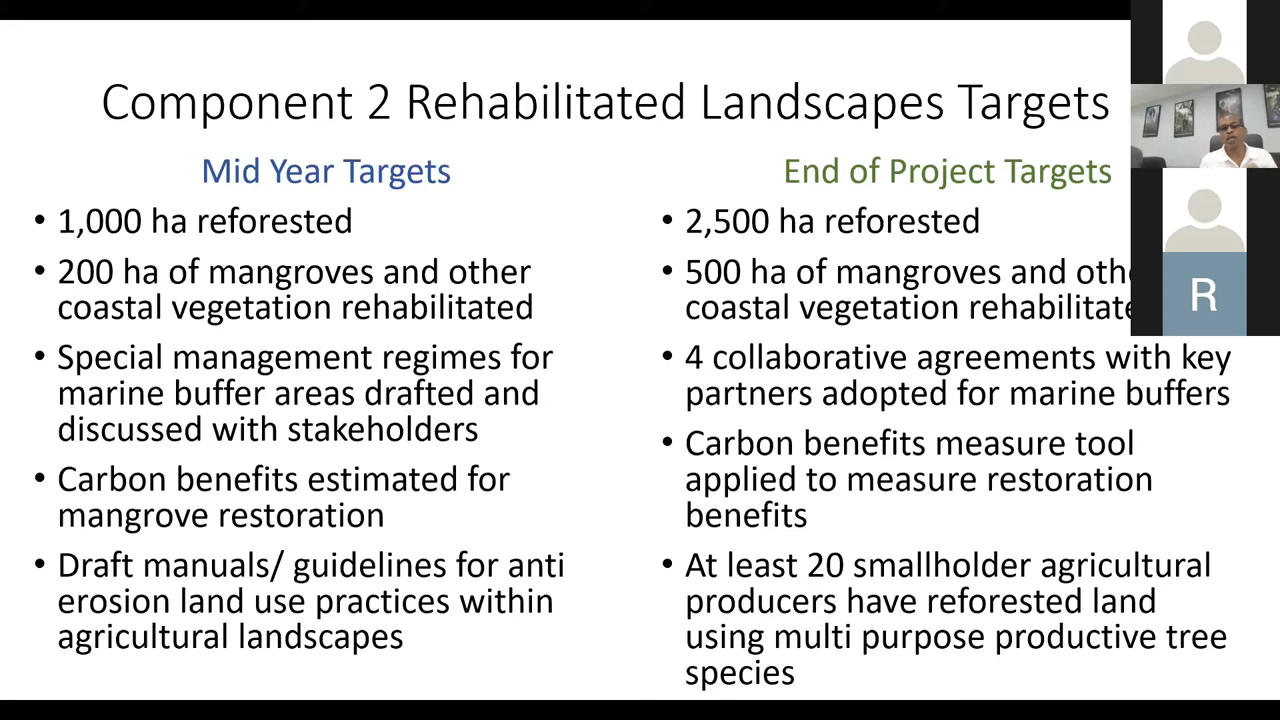 Component 2 Rehabilitated Landscapes Targets
Mid Year Targets
• 1,000 ha reforested
• 200 ha of mangroves and other
coastal vegetation rehabilitated
• Special management regimes for
marine buffer areas drafted and
discussed with stakeholders
• Carbon benefits estimated for
mangrove restoration
• Draft manuals/ guidelines for anti
erosion land use practices within
agricultural landscapes
End of Project Targets
• 2,500 ha reforested
• 500 ha of mangroves and
coastal vegetation
• 4 collaborative agreements with key
partners adopted for marine buffers
• Carbon benefits measure tool
applied to measure restoration
benefits
• At least 20 smallholder agricultural
producers have reforested land
using multi purpose productive tree
species
R